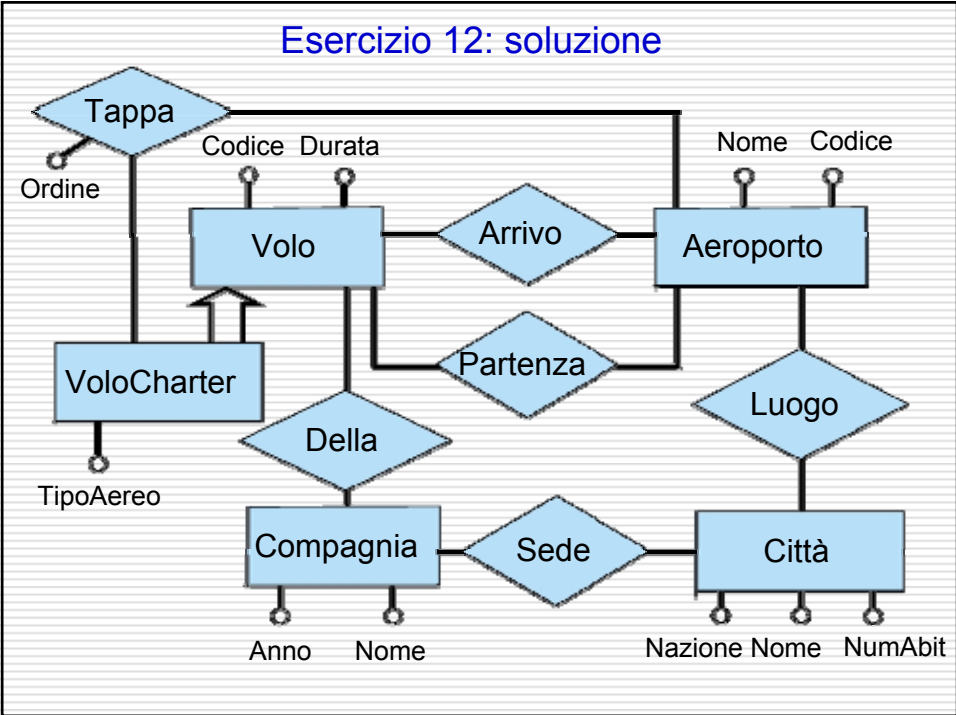 Esercizio 12: soluzione
Tappa
Codice Durata
Nome Codice
Ordine
Volo
Arrivo
Aeroporto
Partenza
VoloCharter
Luogo
Della
TipoAereo
Compagnia
Sede
Città
Anno Nome
Nazione Nome NumAbit